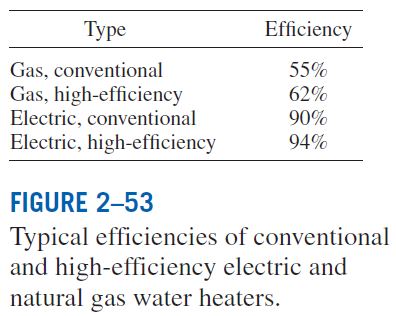 Type Efficiency
Gas, conventional 55%
Gas, high-efficiency 62%
Electric, conventional 90%
Electric, high-efficiency 94%
FIGURE 2–53
Typical efficiencies of conventional
and high-efficiency electric and
natural gas water heaters.